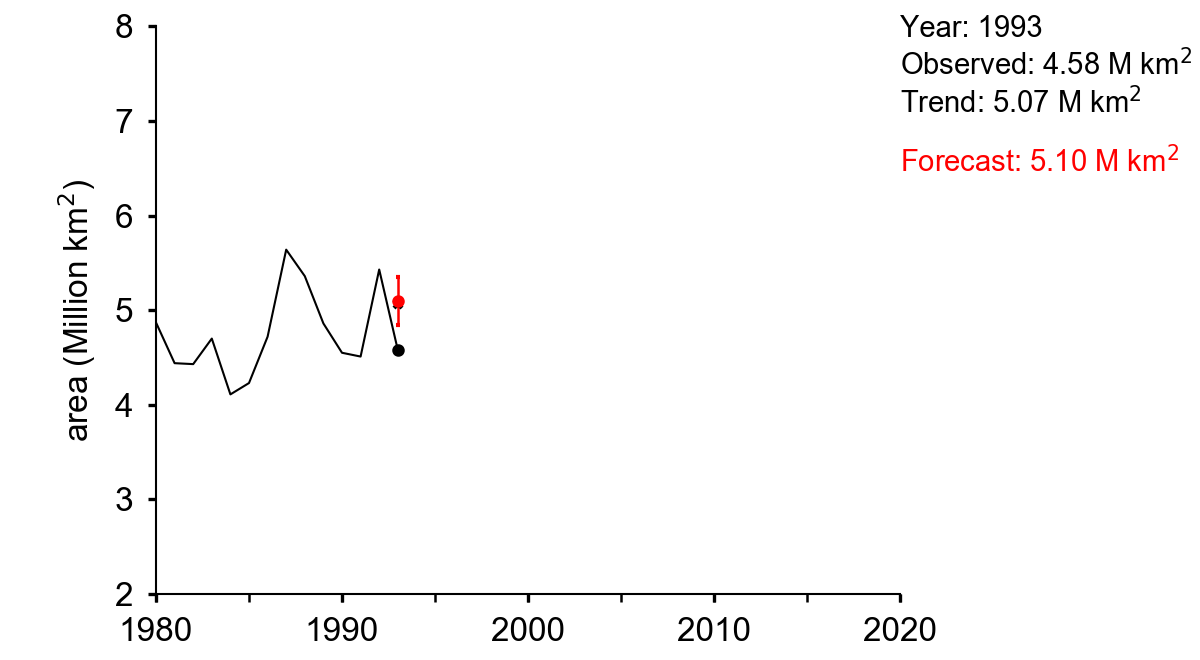 Year: 1993
Observed: 4.58 M km²
Trend: 5.07 M km²
Forecast: 5.10 M km²
area (Million km²)
8
7
6
5
4
3
2
1980
1990
2000
2010
2020